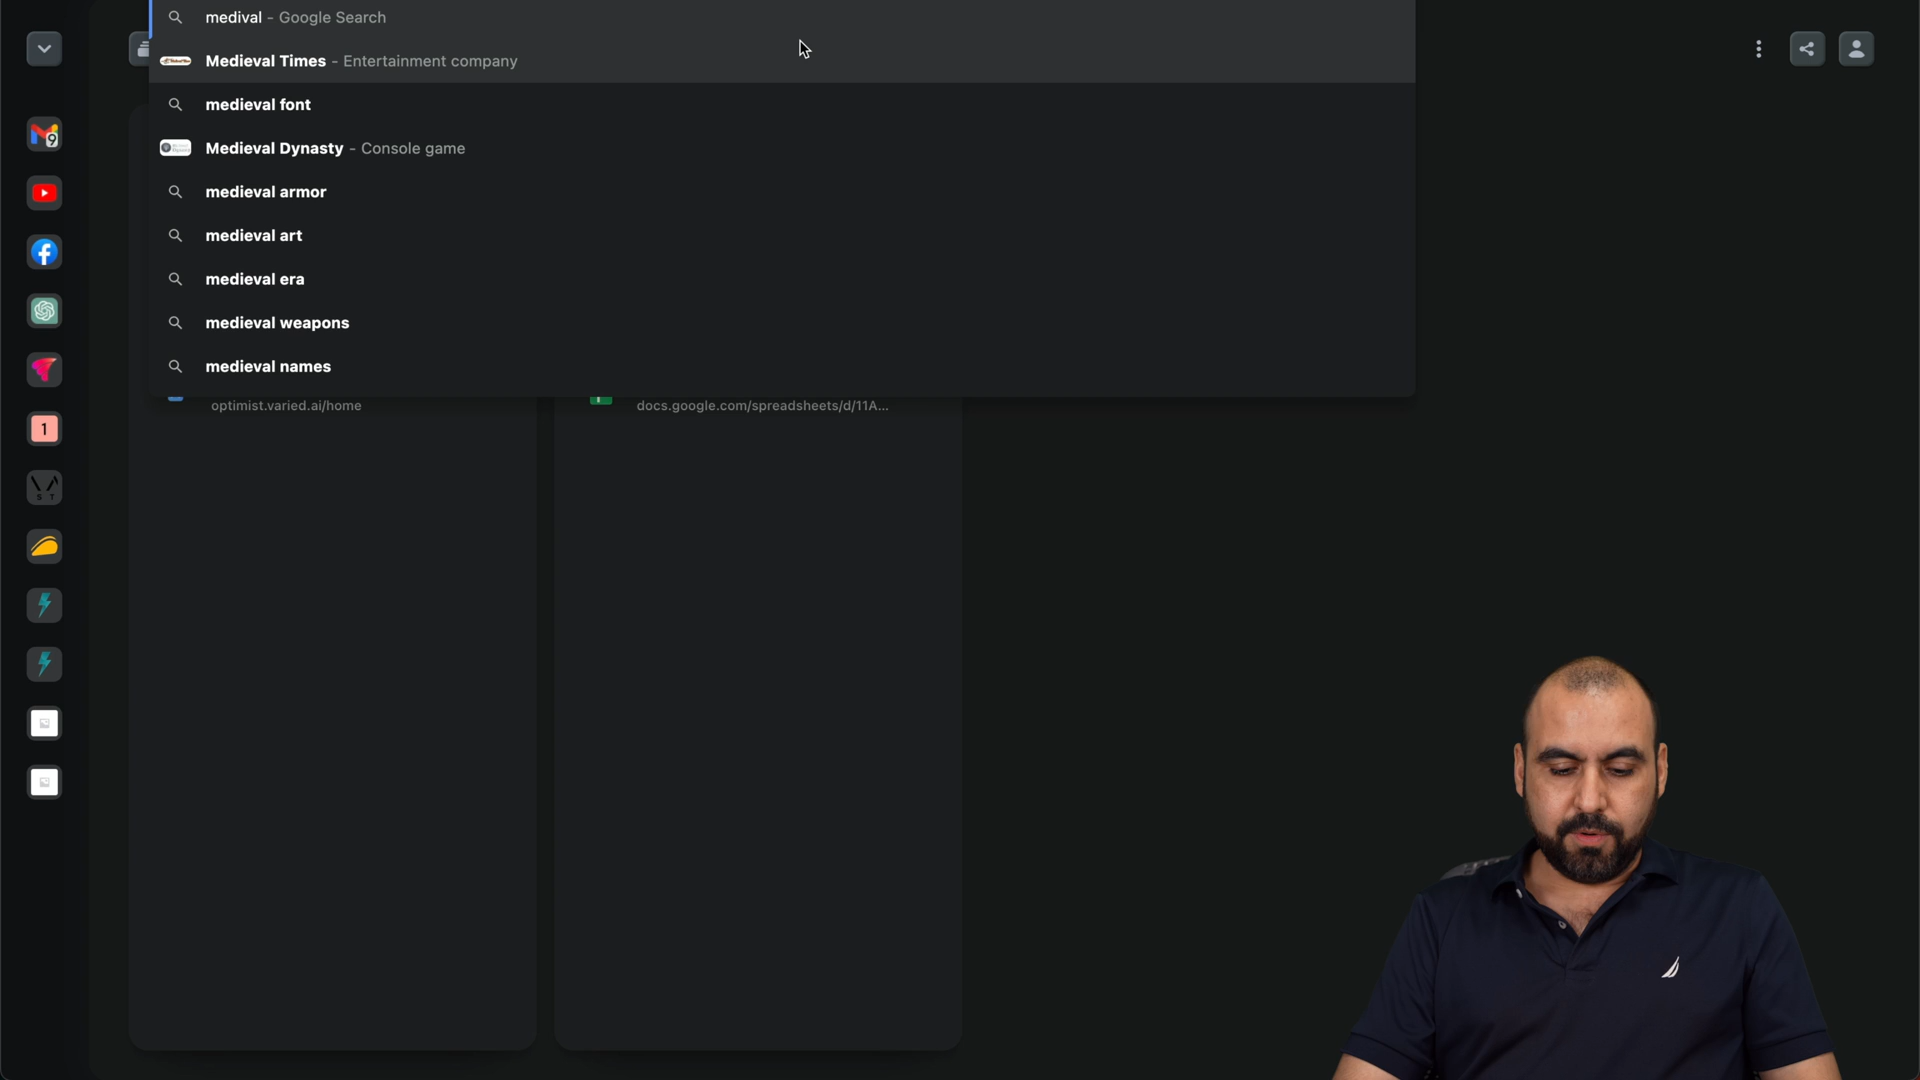 medival - Google Search
Medieval Times - Entertainment company
medieval font
Medieval Dynasty - Console game
medieval armor
medieval art
medieval era
medieval weapons
medieval names
optimist.varied.ai/home
docs.google.com/spreadsheets/d/11A...
9
1
S T